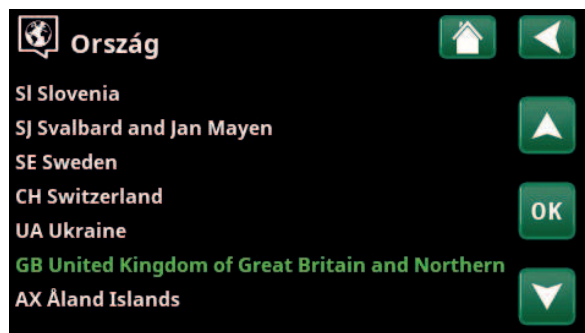 Ország
SI Slovenia
SJ Svalbard and Jan Mayen
SE Sweden
CH Switzerland
UA Ukraine
OK
GB United Kingdom of Great Britain and Northern
AX Åland Islands